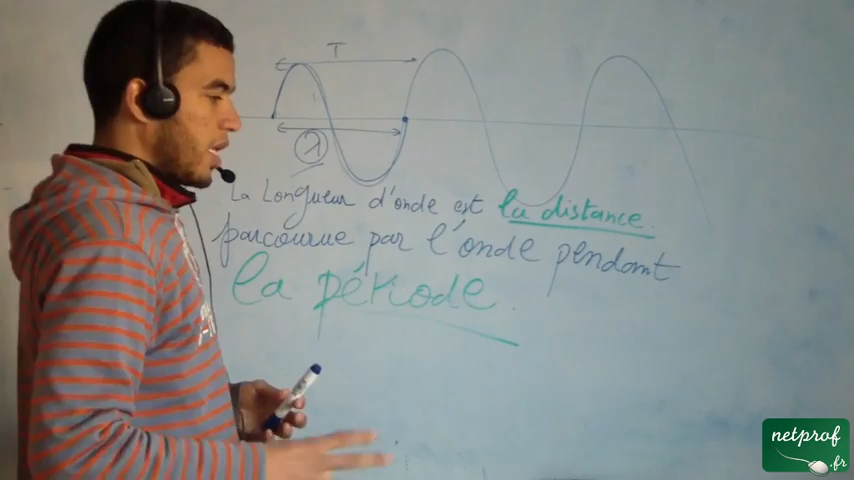 T
λ
La Longueur d'onde est la distance.
parcourue par l'onde pendant
la période.
netprof
.fr